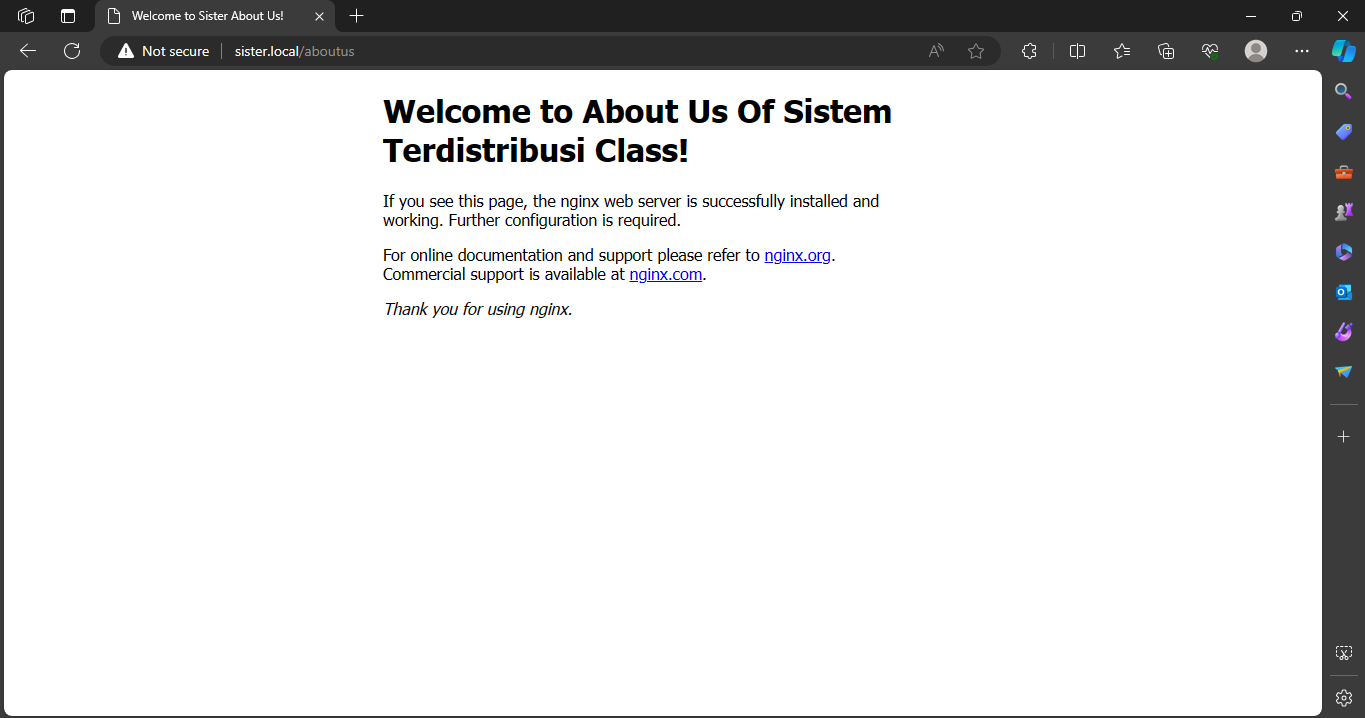 Welcome to Sister About Us!
Not secure
sister.local/aboutus
Welcome to About Us Of Sistem
Terdistribusi Class!
If you see this page, the nginx web server is successfully installed and
working. Further configuration is required.
For online documentation and support please refer to nginx.org.
Commercial support is available at nginx.com.
Thank you for using nginx.